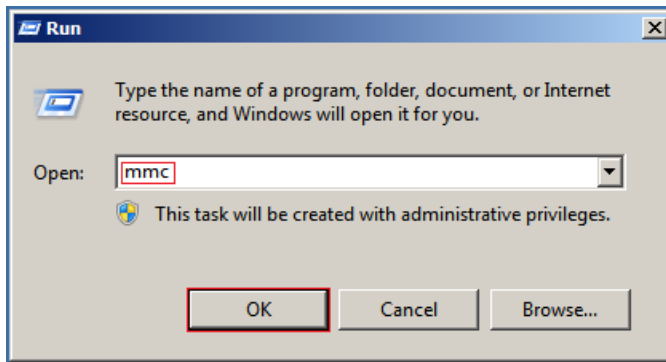 Run
Type the name of a program, folder, document, or Internet
resource, and Windows will open it for you.
Open:
mmc
This task will be created with administrative privileges.
OK
Cancel
Browse...